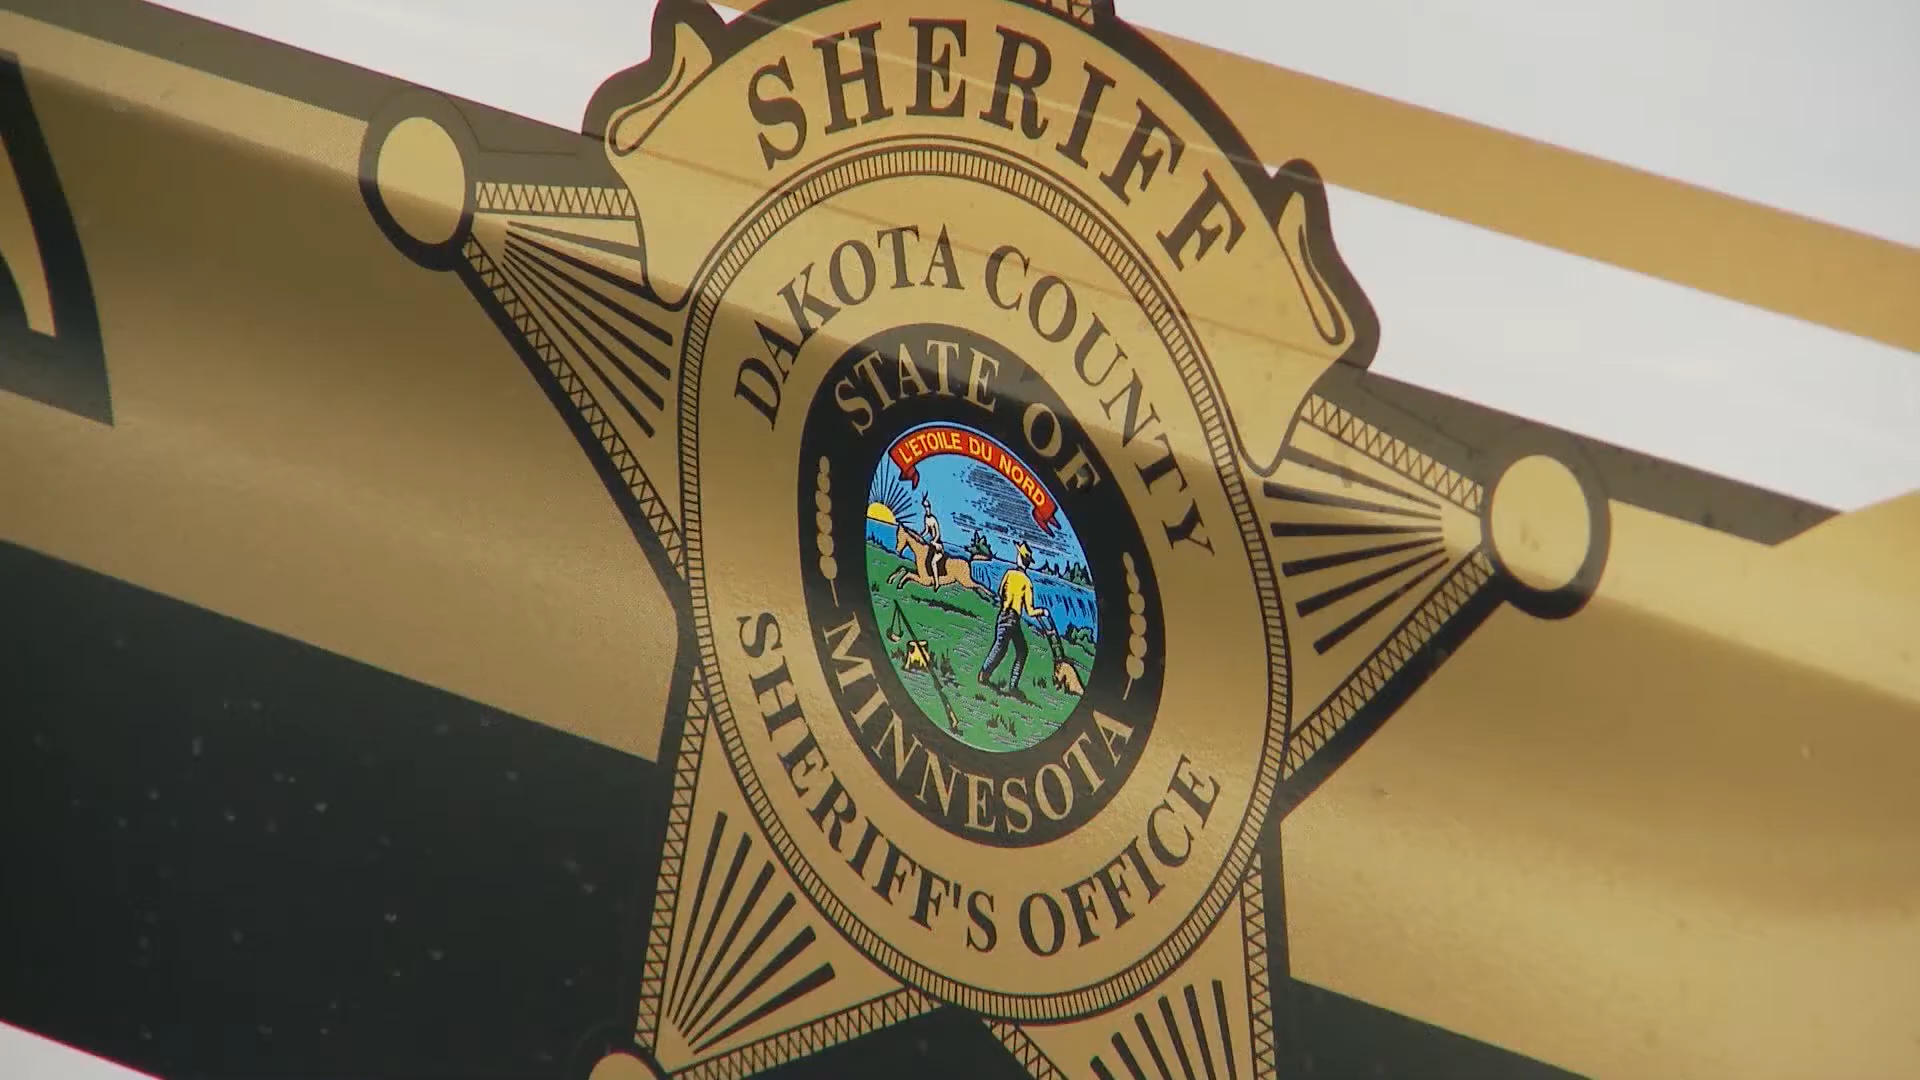 SHERIFF
DAKOTA COUNTY
STATE OF
L'ETOILE DU NORD
MINNESOTA
SHERIFF'S OFFICE